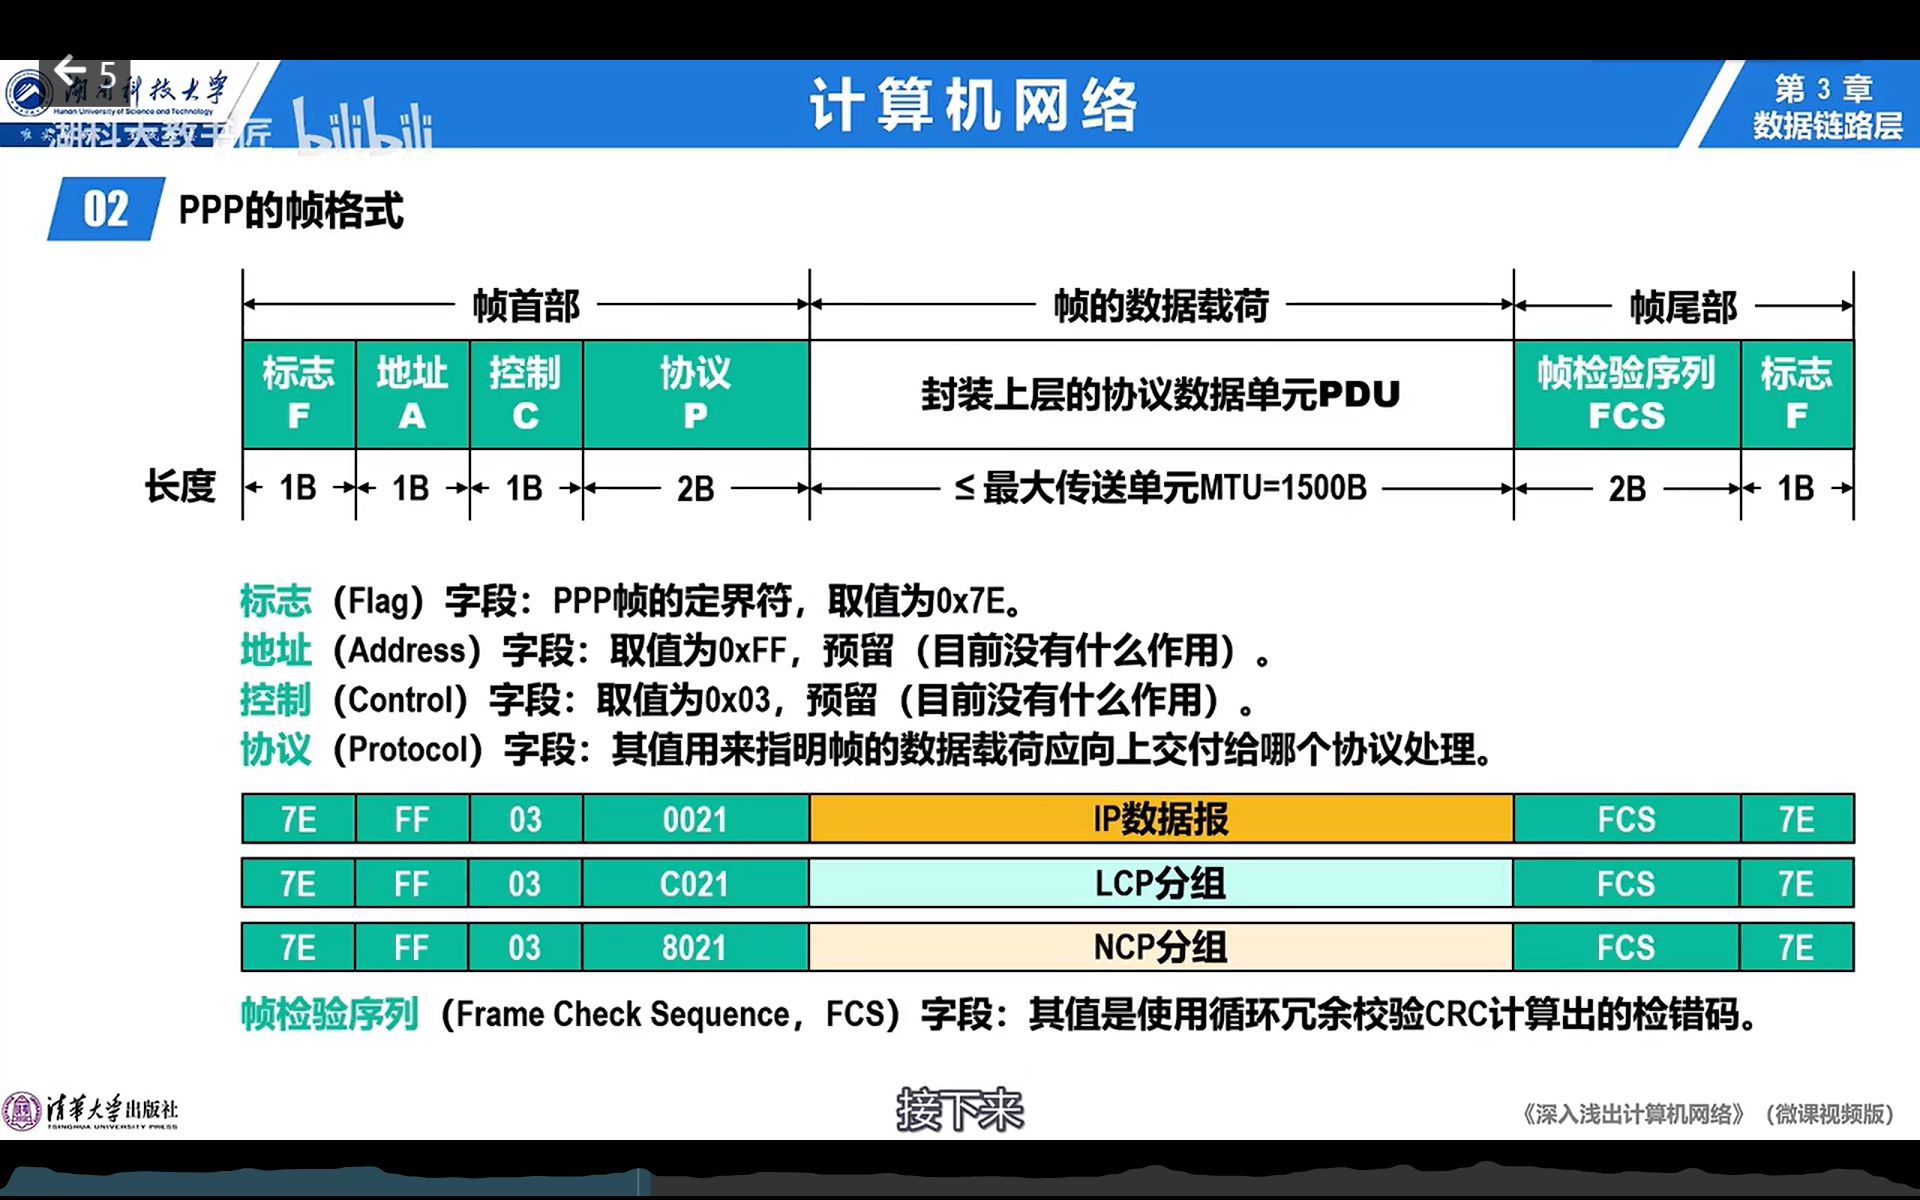 5
湖南科技大学
Hunan University of Science and Technology
湖科大教书匠 bilibili
计算机网络
第 3 章
数据链路层
02 PPP的帧格式
帧首部 帧的数据载荷 帧尾部
标志 地址 控制 协议 封装上层的协议数据单元PDU 帧检验序列 标志
F A C P FCS F
长度 1B 1B 1B 2B ≤最大传送单元MTU=1500B 2B 1B
标志（Flag）字段：PPP帧的定界符，取值为0x7E。
地址（Address）字段：取值为0xFF，预留（目前没有什么作用）。
控制（Control）字段：取值为0x03，预留（目前没有什么作用）。
协议（Protocol）字段：其值用来指明帧的数据载荷应向上交付给哪个协议处理。
7E FF 03 0021 IP数据报 FCS 7E
7E FF 03 C021 LCP分组 FCS 7E
7E FF 03 8021 NCP分组 FCS 7E
帧检验序列（Frame Check Sequence，FCS）字段：其值是使用循环冗余校验CRC计算出的检错码。
清华大学出版社
TSINGHUA UNIVERSITY PRESS
接下来
《深入浅出计算机网络》（微课视频版）